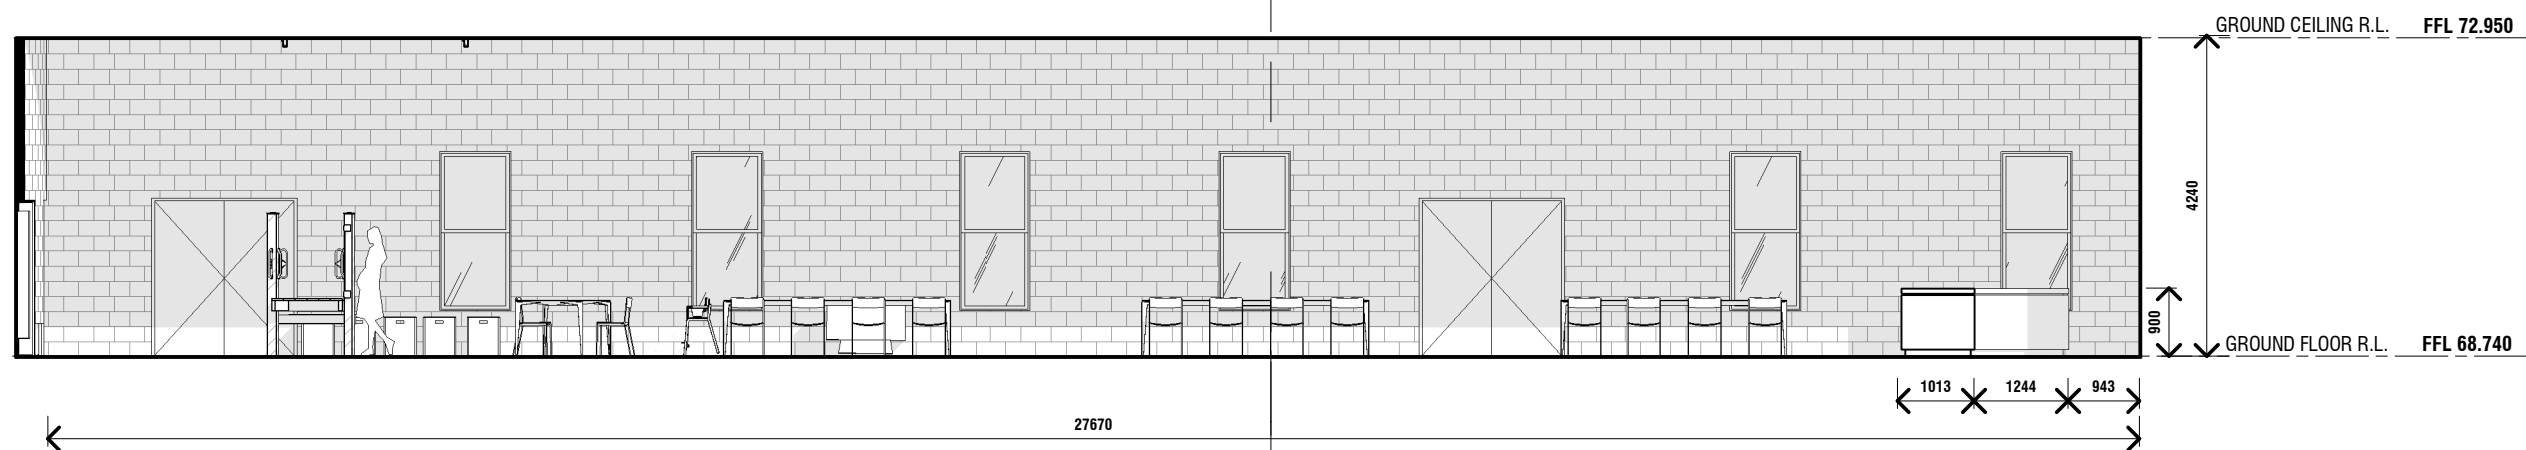 GROUND CEILING R.L. FFL 72.950
4240
900
GROUND FLOOR R.L. FFL 68.740
1013 1244 943
27670